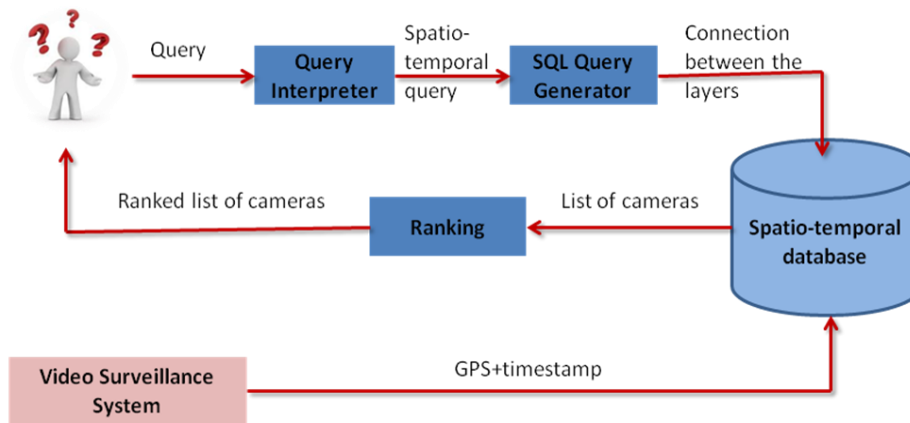 Query
Query
Interpreter
Spatio-
temporal
query
SQL Query
Generator
Connection
between the
layers
Ranked list of cameras
Ranking
List of cameras
Spatio-temporal
database
Video Surveillance
System
GPS+timestamp